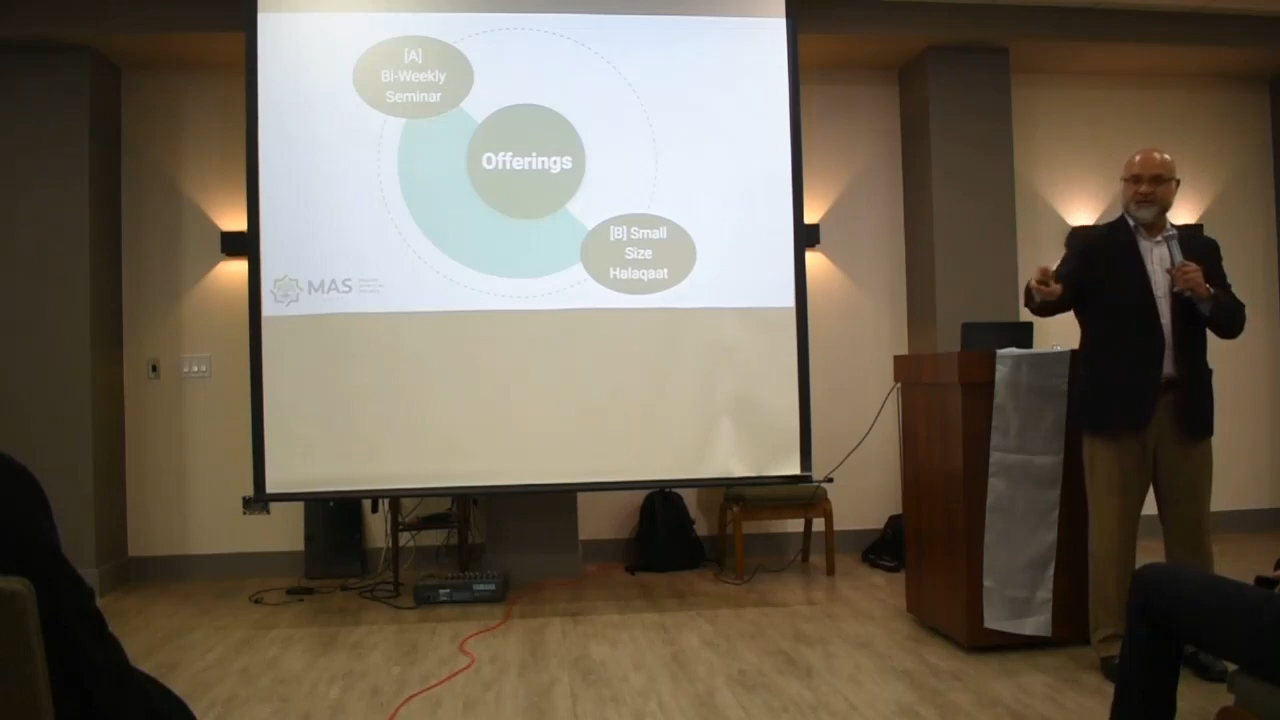 [A]
Bi-Weekly
Seminar
Offerings
[B] Small
Size
Halaqaat
MAS